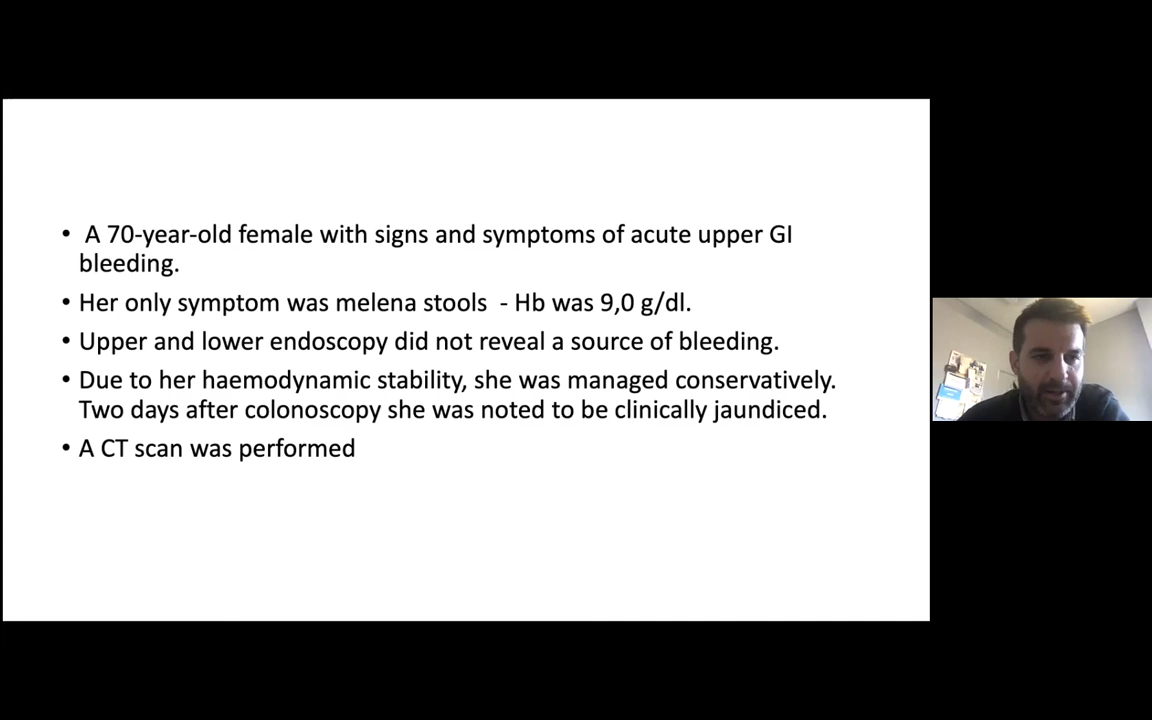 • A 70-year-old female with signs and symptoms of acute upper GI
bleeding.
• Her only symptom was melena stools - Hb was 9,0 g/dl.
• Upper and lower endoscopy did not reveal a source of bleeding.
• Due to her haemodynamic stability, she was managed conservatively.
Two days after colonoscopy she was noted to be clinically jaundiced.
• A CT scan was performed